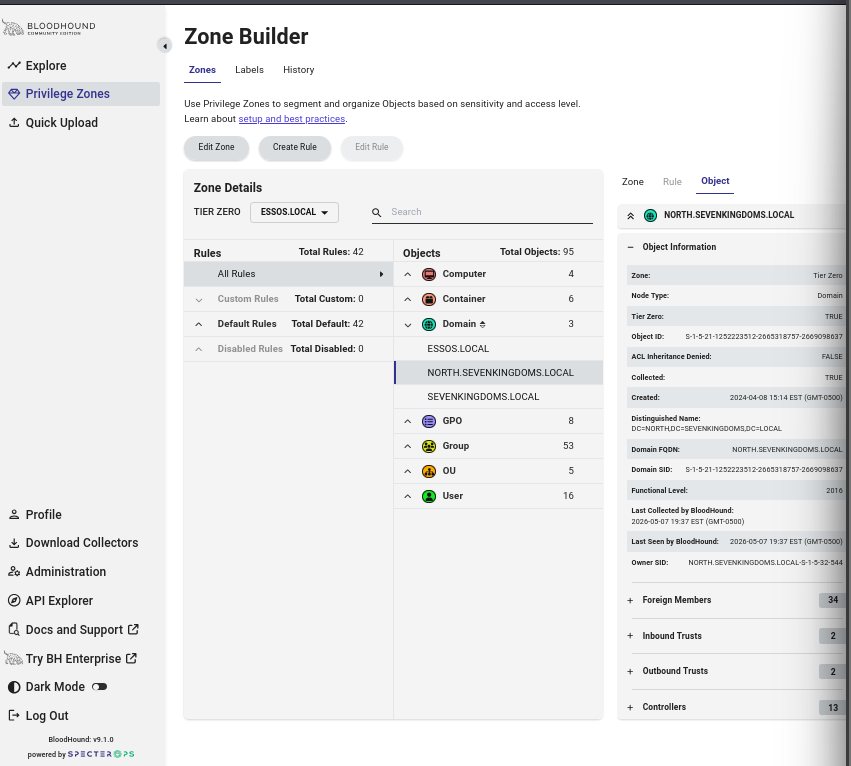 BLOODHOUND
COMMUNITY EDITION
Explore
Privilege Zones
Quick Upload
Profile
Download Collectors
Administration
API Explorer
Docs and Support
Try BH Enterprise
Dark Mode
Log Out
BloodHound: v9.1.0
powered by SPECTEROPS
Zone Builder
Zones Labels History
Use Privilege Zones to segment and organize Objects based on sensitivity and access level.
Learn about setup and best practices.
Edit Zone Create Rule Edit Rule
Zone Details
TIER ZERO ESSOS.LOCAL Search
Rules Total Rules: 42
All Rules
Custom Rules Total Custom: 0
Default Rules Total Default: 42
Disabled Rules Total Disabled: 0
Objects Total Objects: 95
Computer 4
Container 6
Domain 3
ESSOS.LOCAL
NORTH.SEVENKINGDOMS.LOCAL
SEVENKINGDOMS.LOCAL
GPO 8
Group 53
OU 5
User 16
Zone Rule Object
NORTH.SEVENKINGDOMS.LOCAL
Object Information
Zone: Tier Zero
Node Type: Domain
Tier Zero: TRUE
Object ID: S-1-5-21-1252223512-2665318757-2669098637
ACL Inheritance Denied: FALSE
Collected: TRUE
Created: 2024-04-08 15:14 EST (GMT-0500)
Distinguished Name:
DC=NORTH,DC=SEVENKINGDOMS,DC=LOCAL
Domain FQDN: NORTH.SEVENKINGDOMS.LOCAL
Domain SID: S-1-5-21-1252223512-2665318757-2669098637
Functional Level: 2016
Last Collected by BloodHound:
2026-05-07 19:37 EST (GMT-0500)
Last Seen by BloodHound: 2026-05-07 19:37 EST (GMT-0500)
Owner SID: NORTH.SEVENKINGDOMS.LOCAL-S-1-5-32-544
Foreign Members 34
Inbound Trusts 2
Outbound Trusts 2
Controllers 13